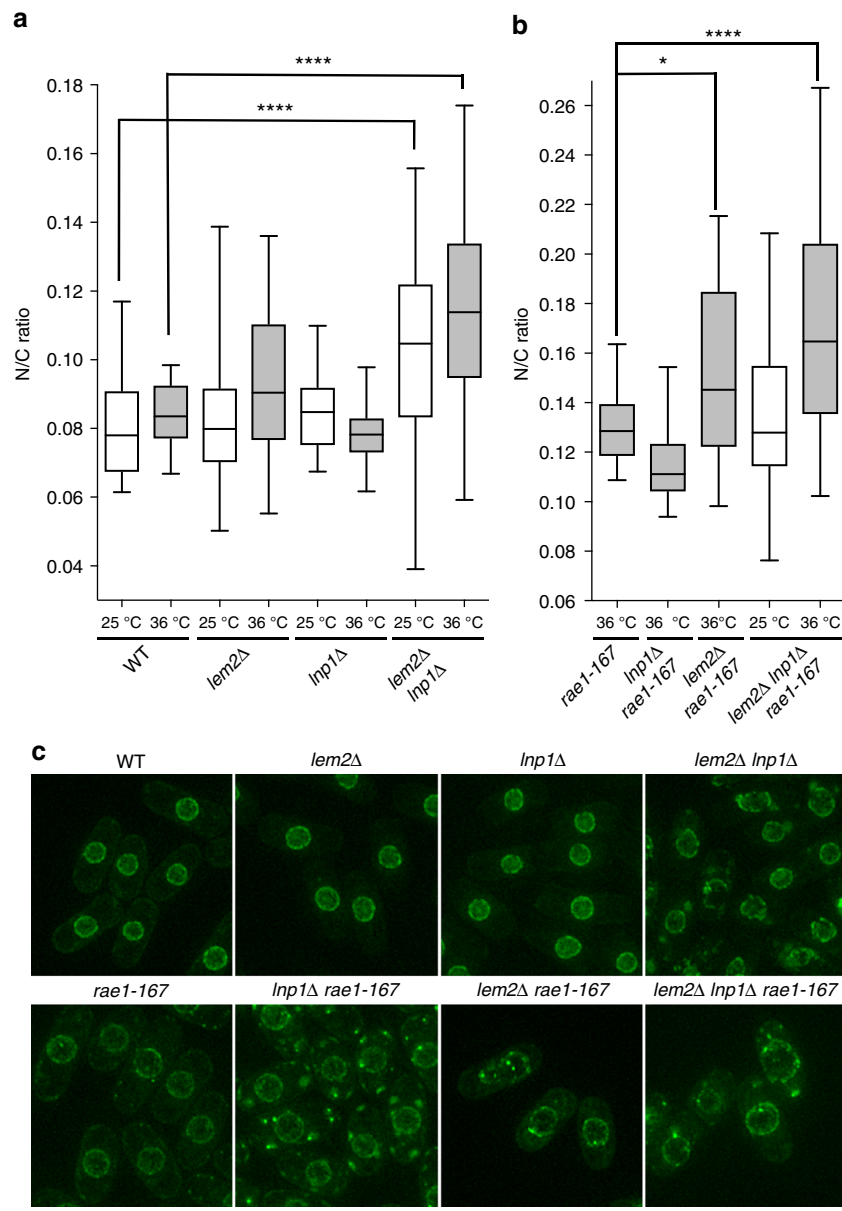 a
N/C ratio
0.18
0.16
0.14
0.12
0.10
0.08
0.06
0.04
****
****
25 °C 36 °C 25 °C 36 °C 25 °C 36 °C 25 °C 36 °C
WT
lem2Δ
lnp1Δ
lem2Δ
lnp1Δ
b
N/C ratio
0.26
0.24
0.22
0.20
0.18
0.16
0.14
0.12
0.10
0.08
0.06
****
*
36 °C 36 °C 36 °C 25 °C 36 °C
rae1-167
lnp1Δ
rae1-167
lem2Δ
rae1-167
lem2Δ lnp1Δ
rae1-167
c
WT lem2Δ lnp1Δ lem2Δ lnp1Δ
rae1-167 lnp1Δ rae1-167 lem2Δ rae1-167 lem2Δ lnp1Δ rae1-167